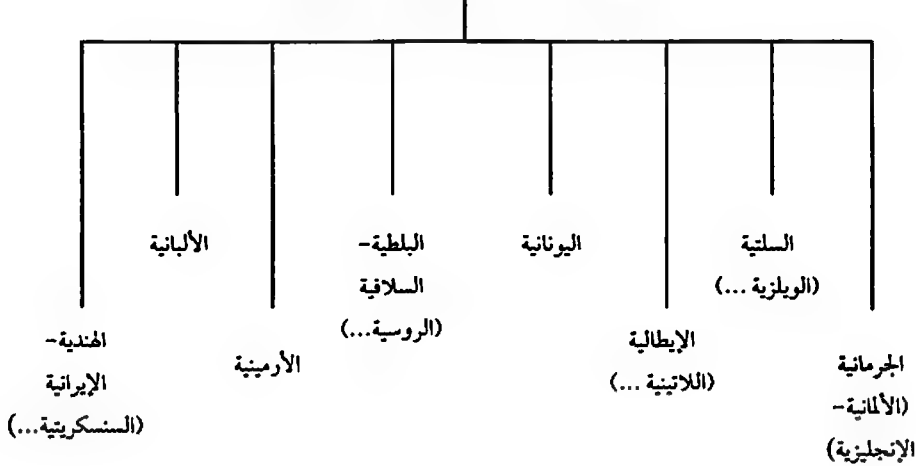 الجرمانية
(الألمانية-
الإنجليزية)
السلتية
(الويلزية ...)
الإيطالية
(اللاتينية ...)
اليونانية
البلطية-
السلافية
(الروسية...)
الأرمينية
الألبانية
الهندية-
الإيرانية
(السنسكريتية...)